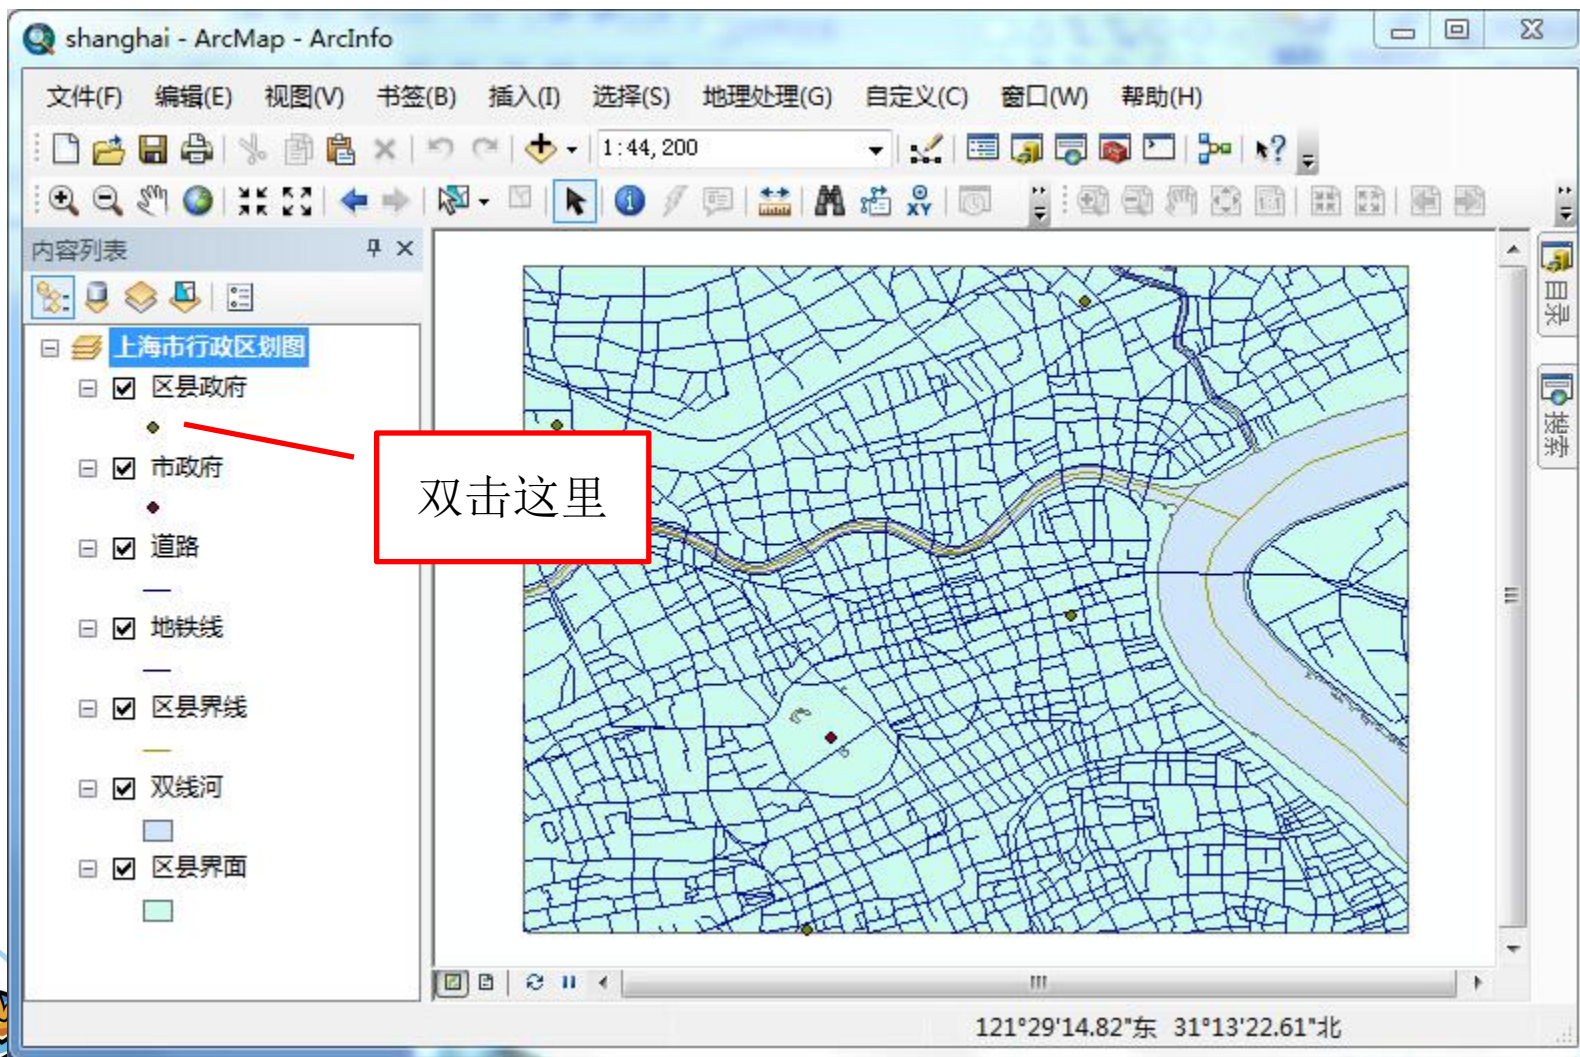 shanghai - ArcMap - ArcInfo
文件(F) 编辑(E) 视图(V) 书签(B) 插入(I) 选择(S) 地理处理(G) 自定义(C) 窗口(W) 帮助(H)
1:44,200
内容列表
上海市行政区划图
区县政府
市政府
道路
地铁线
区县界线
双线河
区县界面
双击这里
目录
搜索
121°29'14.82"东 31°13'22.61"北